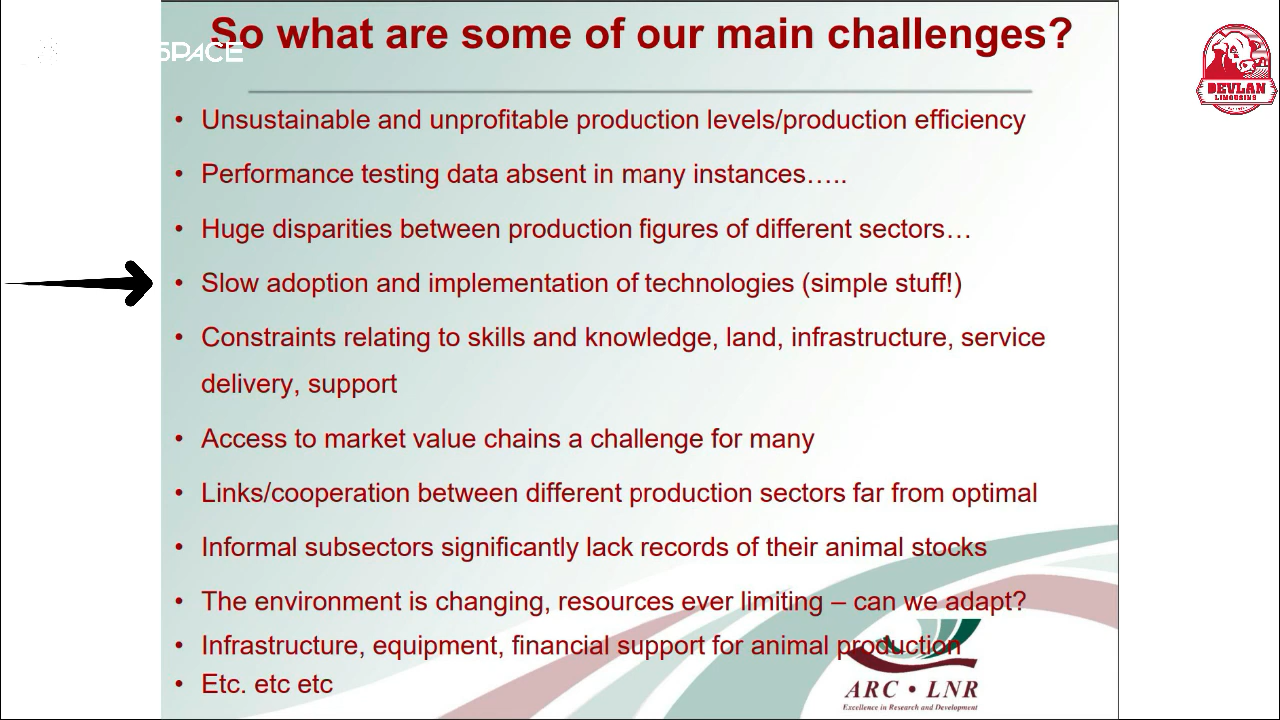 So what are some of our main challenges?
SPACE
DEVLAN
LIMOUSINS
• Unsustainable and unprofitable production levels/production efficiency
• Performance testing data absent in many instances…..
• Huge disparities between production figures of different sectors…
• Slow adoption and implementation of technologies (simple stuff!)
• Constraints relating to skills and knowledge, land, infrastructure, service
delivery, support
• Access to market value chains a challenge for many
• Links/cooperation between different production sectors far from optimal
• Informal subsectors significantly lack records of their animal stocks
• The environment is changing, resources ever limiting – can we adapt?
• Infrastructure, equipment, financial support for animal production
• Etc. etc etc
ARC • LNR
Excellence in Research and Development